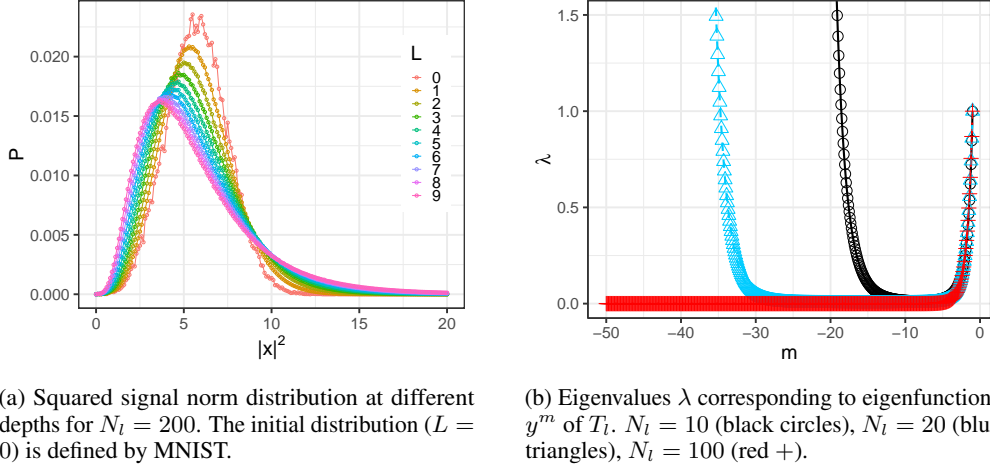 0.020
0.015
0.010
0.005
0.000
P
0 5 10 15 20
|x|²
L
0
1
2
3
4
5
6
7
8
9
1.5
1.0
0.5
0.0
λ
−50 −40 −30 −20 −10 0
m
(a) Squared signal norm distribution at different
depths for N_l = 200. The initial distribution (L =
0) is defined by MNIST.
(b) Eigenvalues λ corresponding to eigenfunction
y^m of T_l. N_l = 10 (black circles), N_l = 20 (blu
triangles), N_l = 100 (red +).